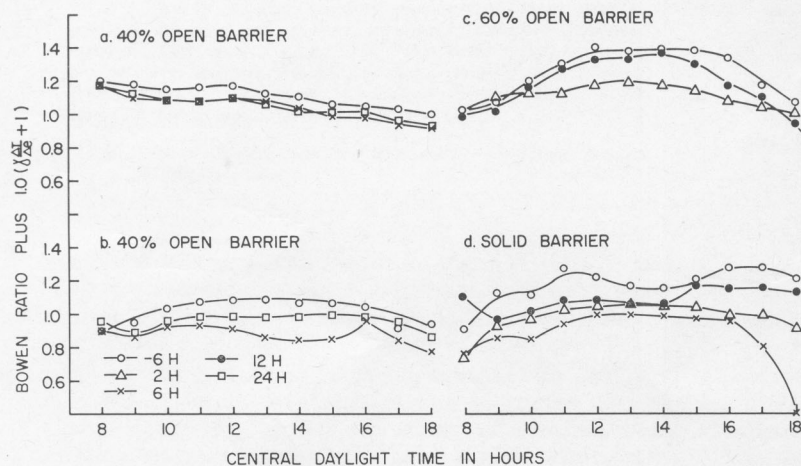 a. 40% OPEN BARRIER
c. 60% OPEN BARRIER
1.4
1.2
1.0
0.8
b. 40% OPEN BARRIER
d. SOLID BARRIER
1.4
1.2
1.0
0.8
0.6
BOWEN RATIO PLUS 1.0 (γ ΔT/Δe + 1)
-6 H
2 H
6 H
12 H
24 H
8 10 12 14 16 18
8 10 12 14 16 18
CENTRAL DAYLIGHT TIME IN HOURS